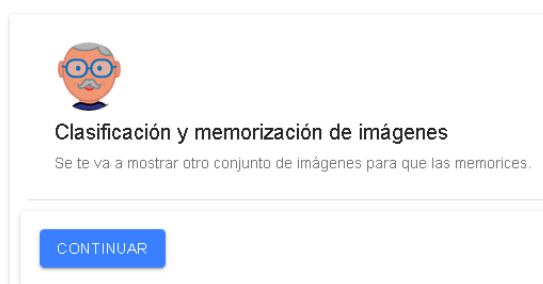 Clasificación y memorización de imágenes
Se te va a mostrar otro conjunto de imágenes para que las memorices.
CONTINUAR